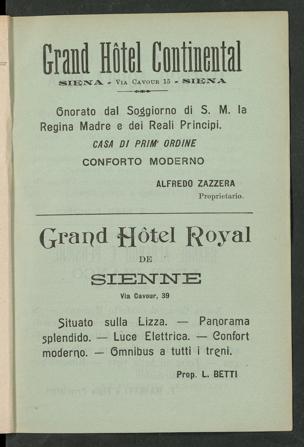 Grand Hôtel Continental
SIENA - Via Cavour 15 - SIENA
Onorato dal Soggiorno di S. M. la
Regina Madre e dei Reali Principi.
CASA DI PRIM' ORDINE
CONFORTO MODERNO
ALFREDO ZAZZERA
Proprietario.
Grand Hôtel Royal
DE
SIENNE
Via Cavour, 39
Situato sulla Lizza. — Panorama
splendido. — Luce Elettrica. — Confort
moderno. — Omnibus a tutti i treni.
Prop. L. BETTI